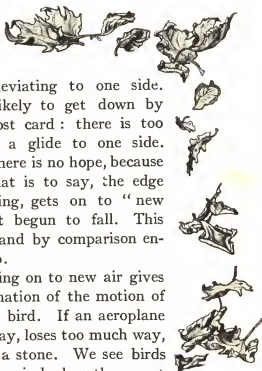 eviating to one side.
ikely to get down by
ost card : there is too
a glide to one side.
here is no hope, because
at is to say, the edge
ing, gets on to " new
t begun to fall. This
and by comparison en-
o.
ing on to new air gives
nation of the motion of
bird. If an aeroplane
ay, loses too much way,
a stone. We see birds